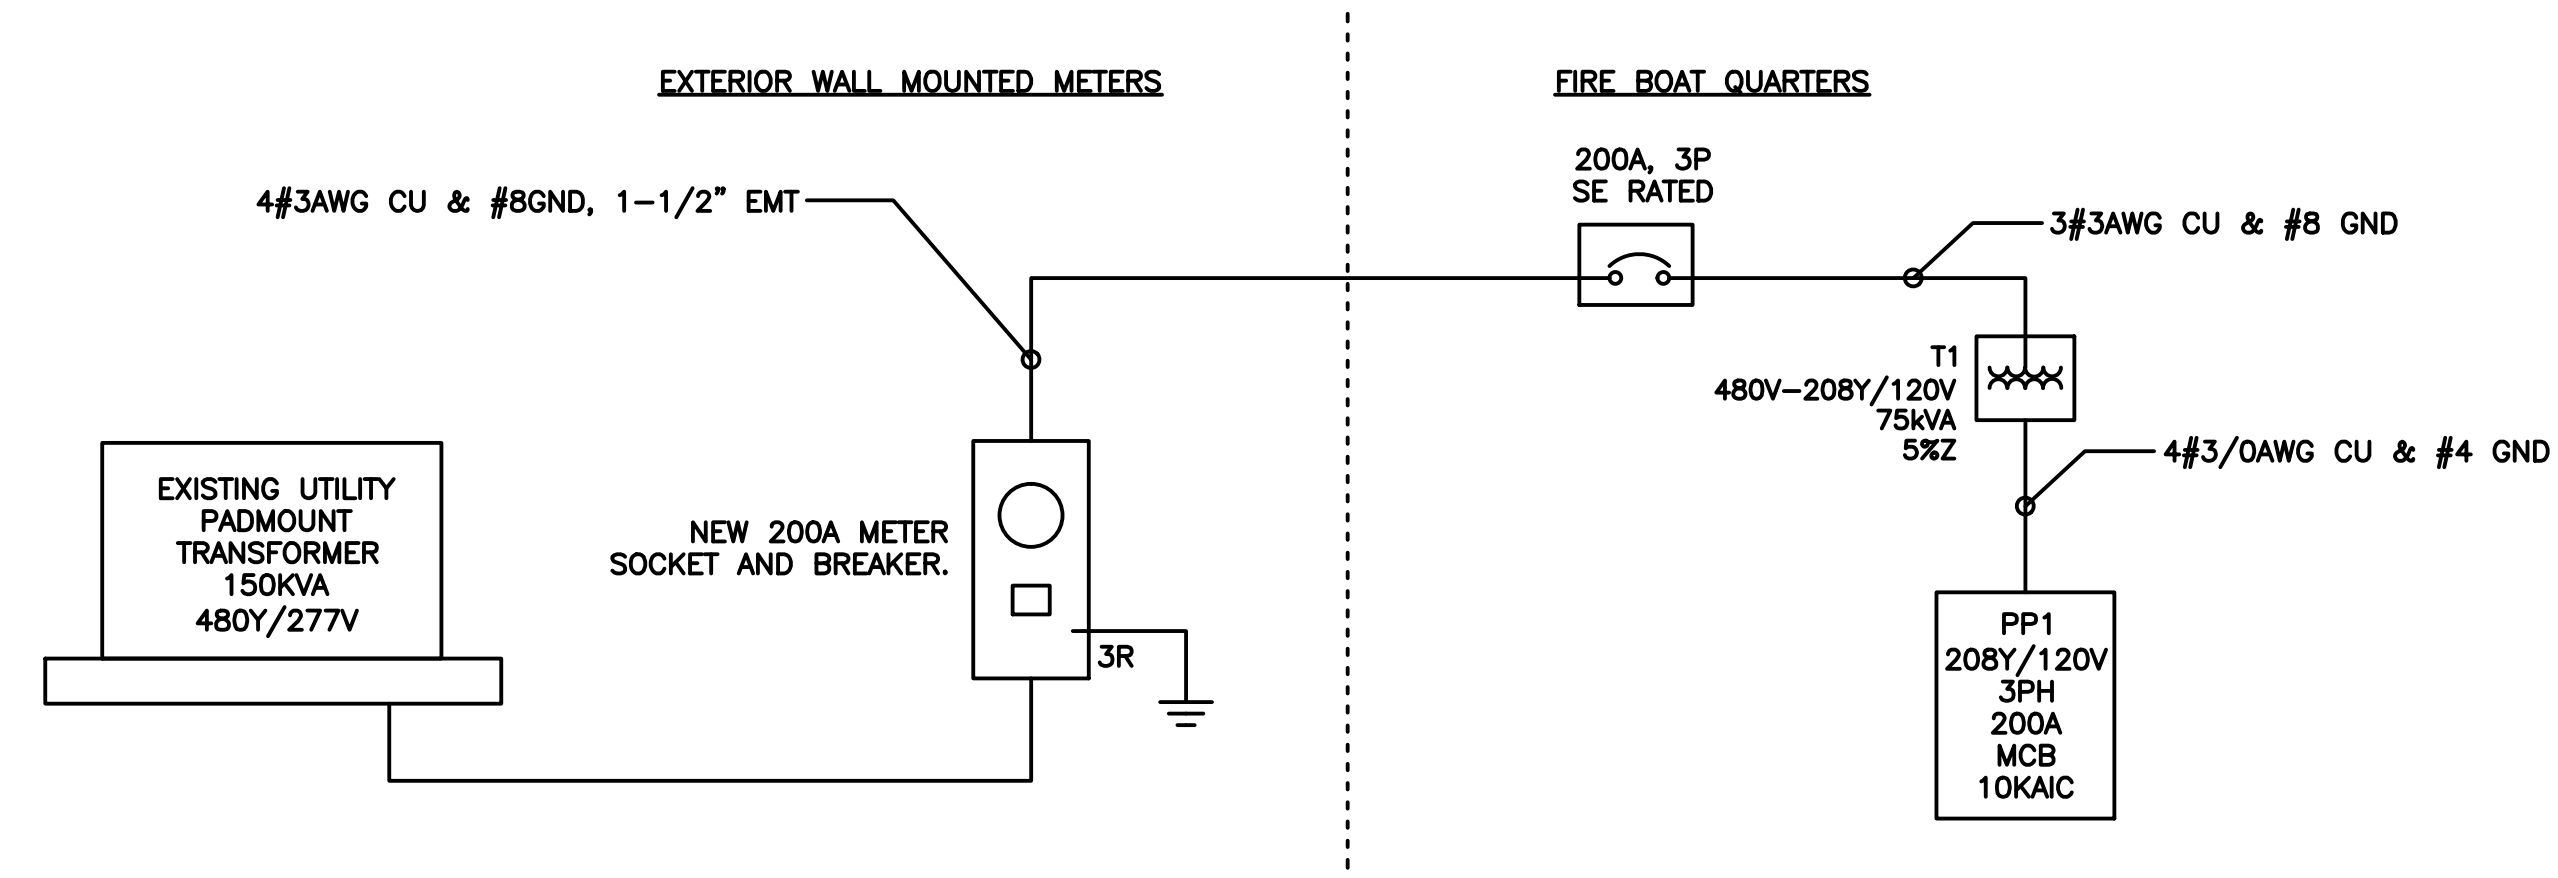 EXTERIOR WALL MOUNTED METERS
FIRE BOAT QUARTERS
4#3AWG CU & #8GND, 1-1/2" EMT
200A, 3P
SE RATED
3#3AWG CU & #8 GND
T1
480V-208Y/120V
75kVA
5%Z
4#3/0AWG CU & #4 GND
EXISTING UTILITY
PADMOUNT
TRANSFORMER
150KVA
480Y/277V
NEW 200A METER
SOCKET AND BREAKER.
3R
PP1
208Y/120V
3PH
200A
MCB
10KAIC